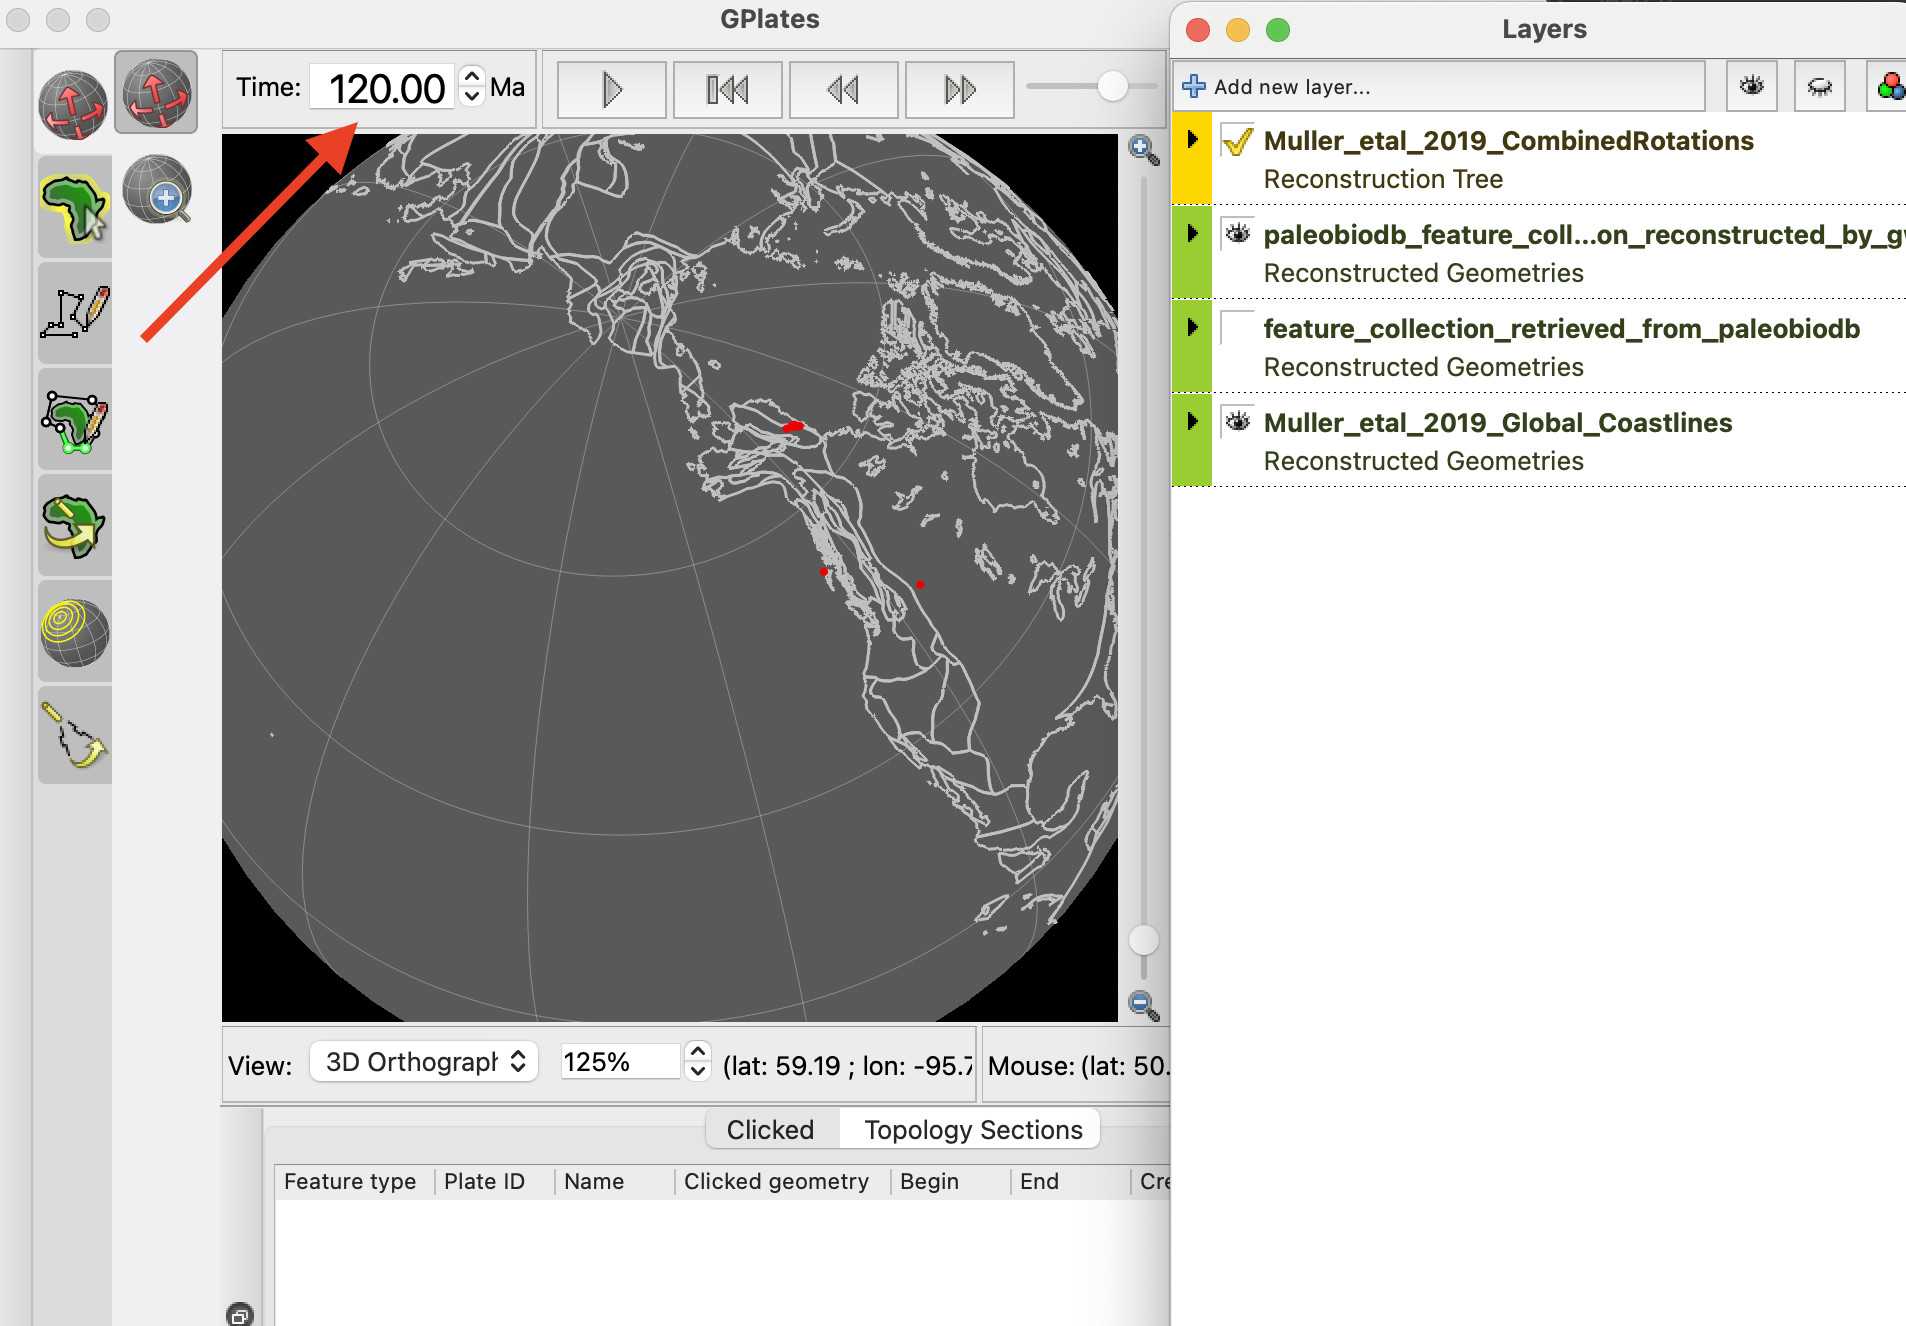 GPlates
Time: 120.00 Ma
View: 3D Orthograph 125% (lat: 59.19 ; lon: -95.7 Mouse: (lat: 50.
Clicked Topology Sections
Feature type Plate ID Name Clicked geometry Begin End Cre
Layers
Add new layer...
Muller_etal_2019_CombinedRotations
Reconstruction Tree
paleobiodb_feature_coll...on_reconstructed_by_g
Reconstructed Geometries
feature_collection_retrieved_from_paleobiodb
Reconstructed Geometries
Muller_etal_2019_Global_Coastlines
Reconstructed Geometries